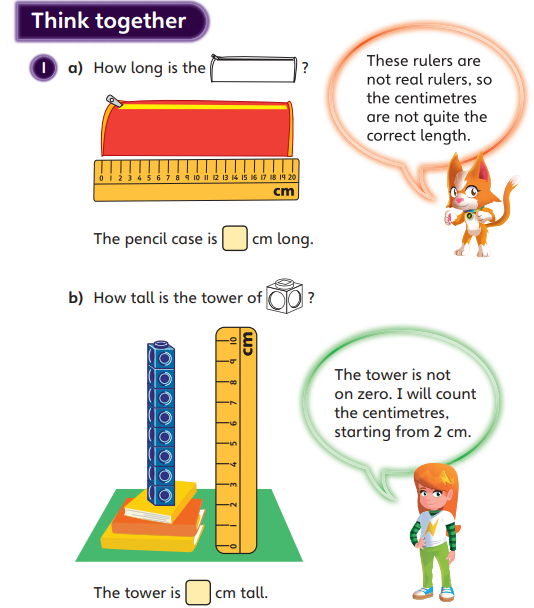 Think together
1 a) How long is the ?
These rulers are
not real rulers, so
the centimetres
are not quite the
correct length.
0 1 2 3 4 5 6 7 8 9 10 11 12 13 14 15 16 17 18 19 20
cm
The pencil case is cm long.
b) How tall is the tower of ?
cm
10
9
8
7
6
5
4
3
2
1
0
The tower is not
on zero. I will count
the centimetres,
starting from 2 cm.
The tower is cm tall.